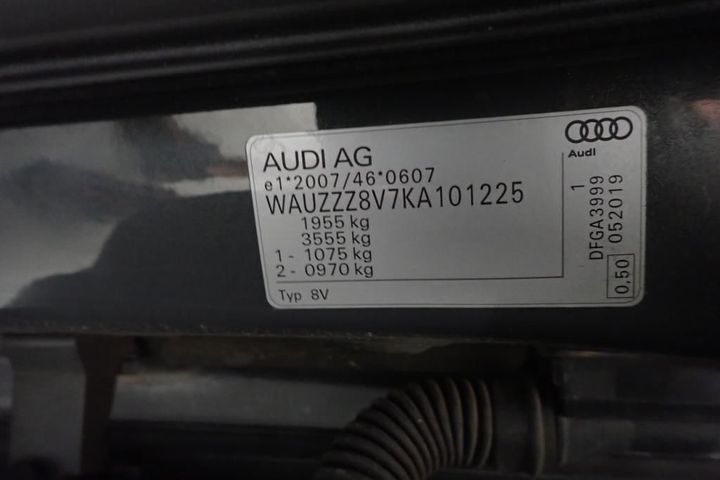 AUDI AG
Audi
e1*2007/46*0607
WAUZZZ8V7KA101225
1955 kg
3555 kg
1 - 1075 kg
2 - 0970 kg
Typ 8V
1
DFGA3999
052019
0,50